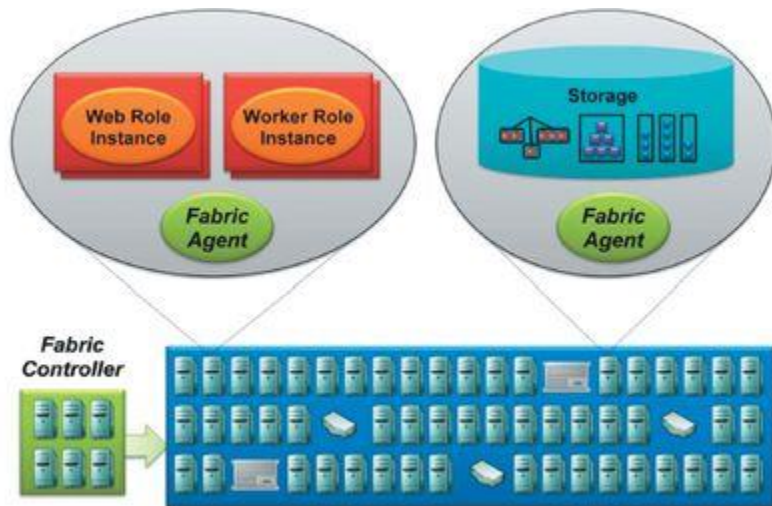 Web Role
Instance
Worker Role
Instance
Fabric
Agent
Storage
Fabric
Agent
Fabric
Controller